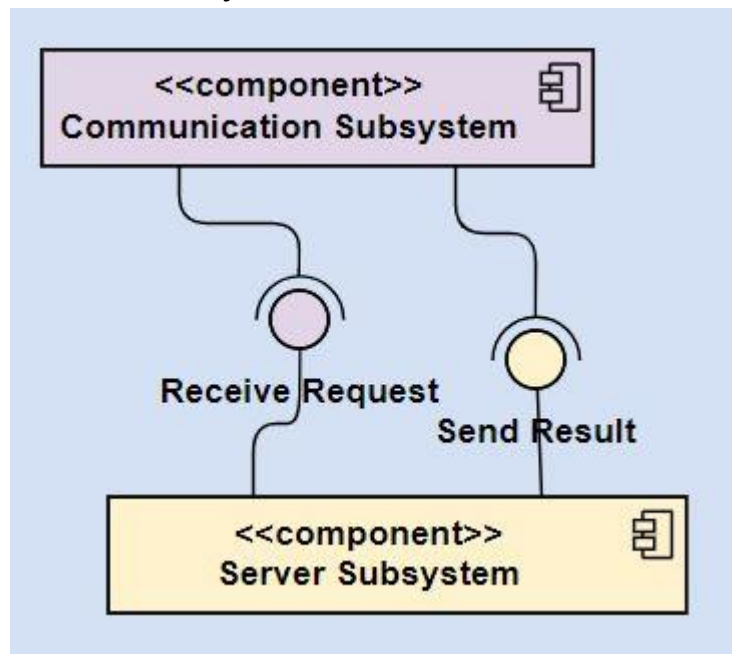 <<component>>
Communication Subsystem
Receive Request
Send Result
<<component>>
Server Subsystem